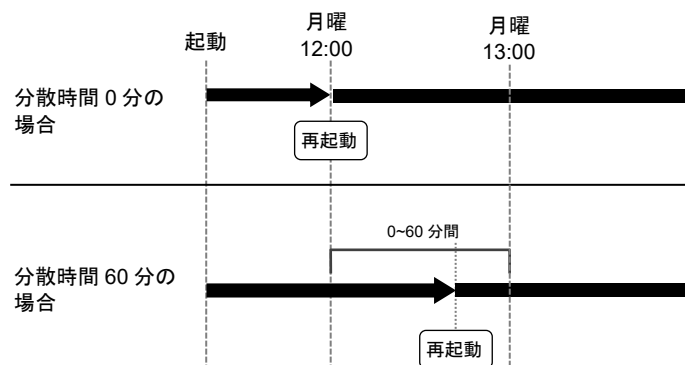 起動
月曜
12:00
月曜
13:00
分散時間 0 分の
場合
再起動
0~60 分間
分散時間 60 分の
場合
再起動